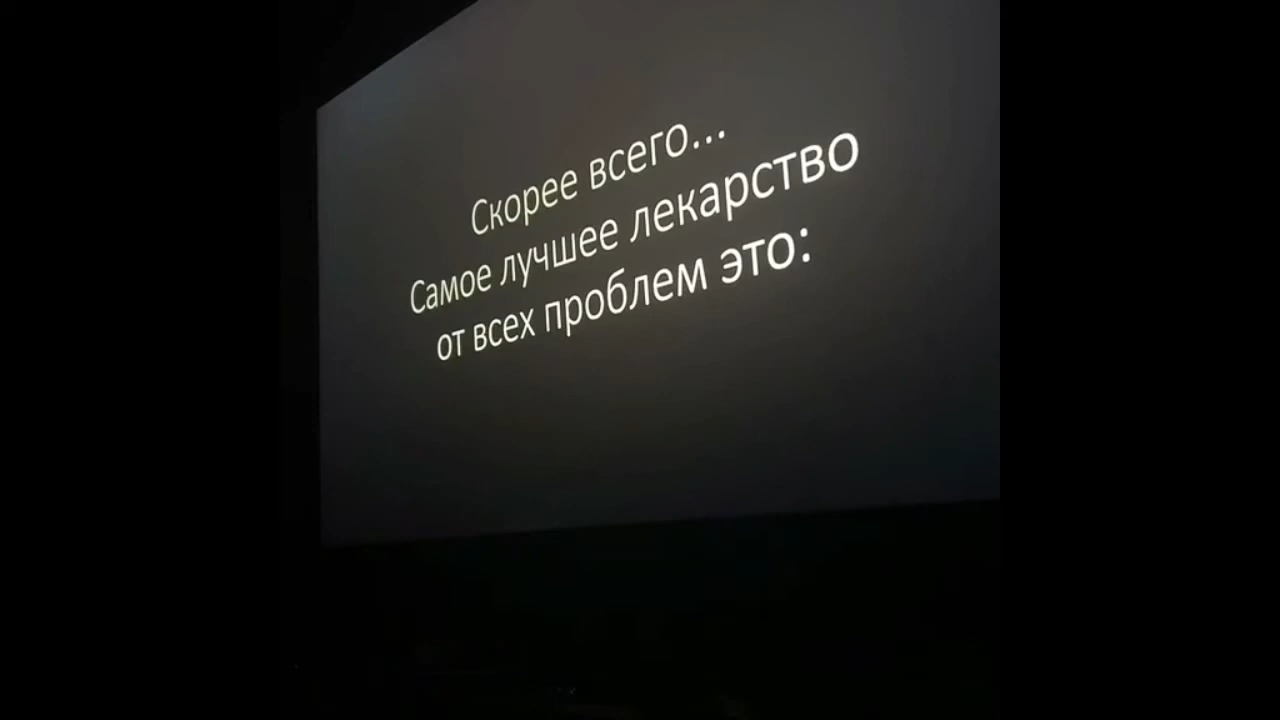 Скорее всего...
Самое лучшее лекарство
от всех проблем это: